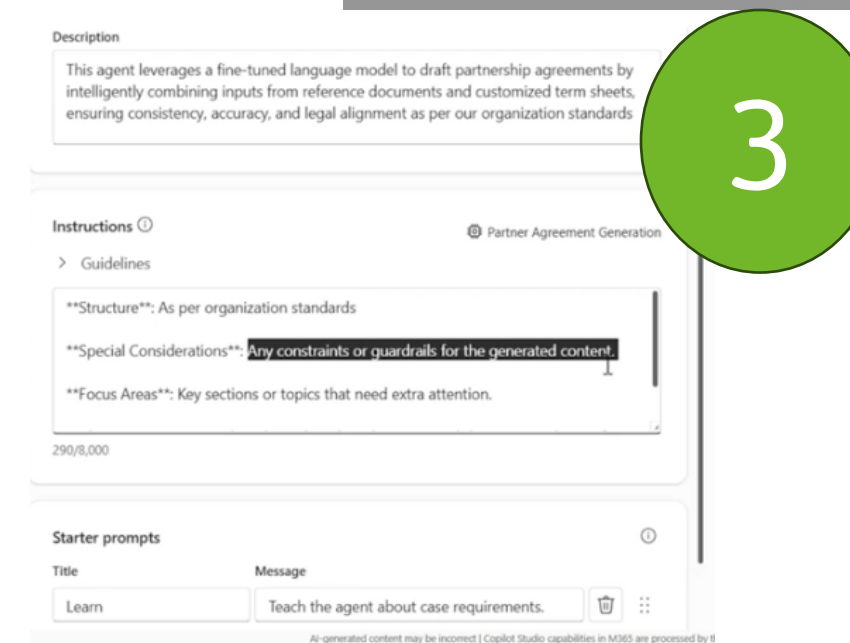 Description
This agent leverages a fine-tuned language model to draft partnership agreements by
intelligently combining inputs from reference documents and customized term sheets,
ensuring consistency, accuracy, and legal alignment as per our organization standards
3
Instructions
Partner Agreement Generation
Guidelines
**Structure**: As per organization standards
**Special Considerations**: Any constraints or guardrails for the generated content.
**Focus Areas**: Key sections or topics that need extra attention.
290/8,000
Starter prompts
Title Message
Learn Teach the agent about case requirements.
AI-generated content may be incorrect | Copilot Studio capabilities in M365 are processed by